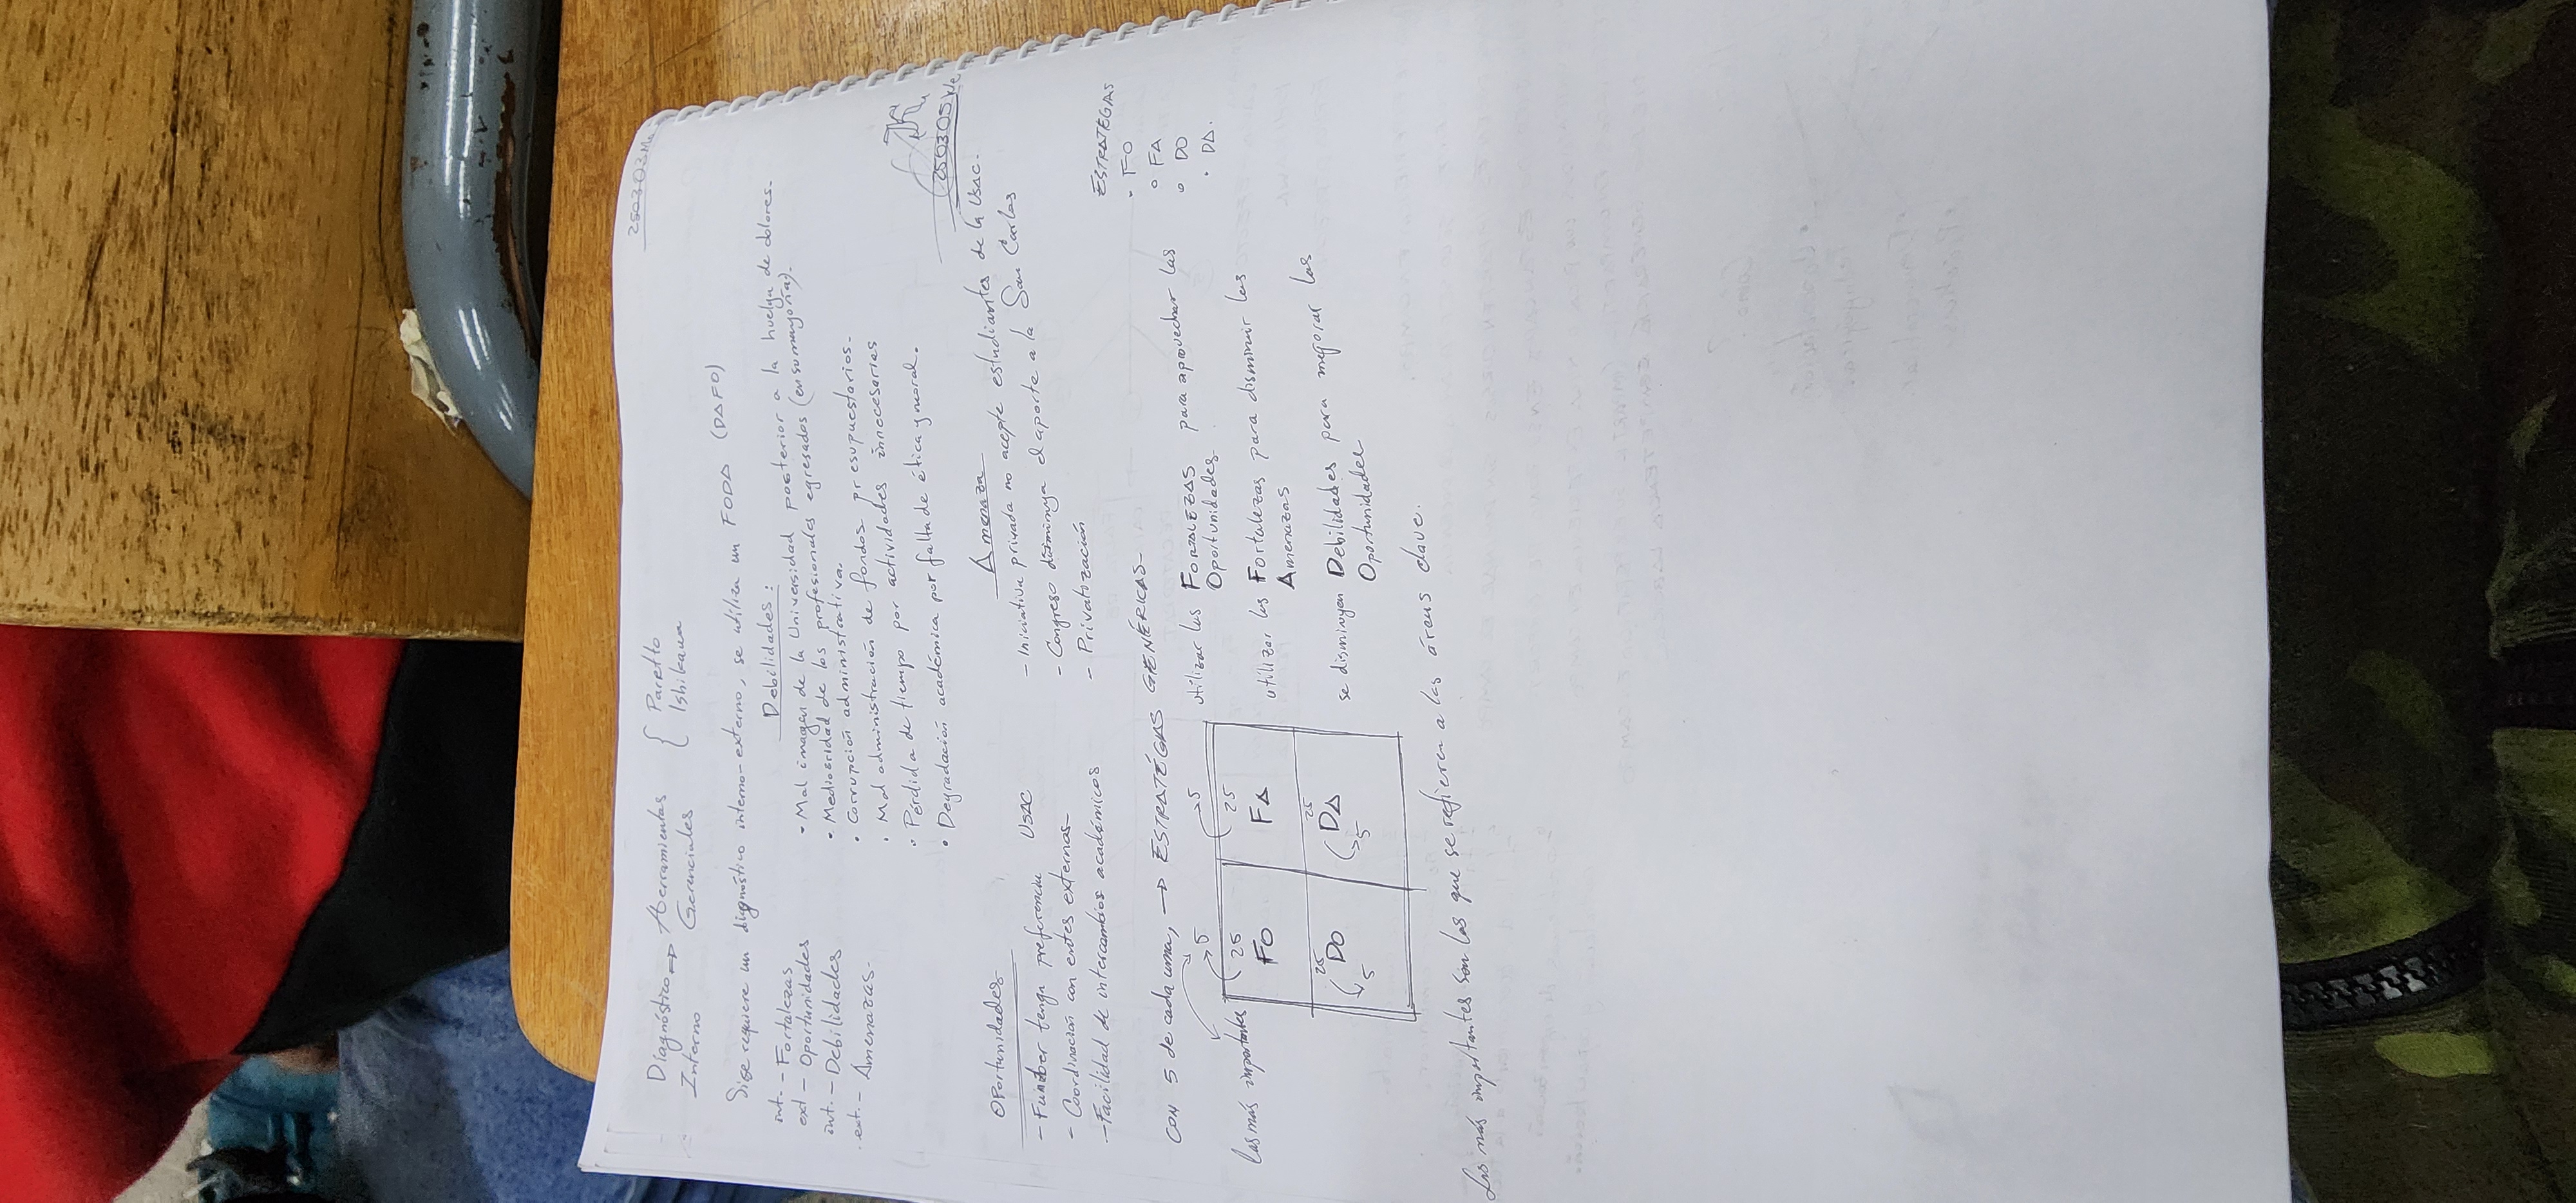 250303Mo
Diagnóstico => Herramientas { Paretto
Interno Gerenciales Ishikawa
Si se requiere un diagnóstico interno-externo, se utiliza un FODA (DAFO)
int. - Fortalezas
ext - Oportunidades
int. - Debilidades
ext. - Amenazas.
Debilidades:
• Mal imagen de la Universidad posterior a la huelga de dolores.
• Mediocridad de los profesionales egresados (en su mayoría).
• Corrupción administrativa.
• Mal administración de fondos presupuestarios.
• Pérdida de tiempo por actividades innecesarias
• Degradación académica por falta de ética y moral.
250305We
Oportunidades
- tenga preferencia USAC
- Coordinación con entes externos
- Facilidad de intercambios académicos
Amenaza
- Iniciativa privada no acepte estudiantes de la USAC.
- Congreso disminuya el aporte a la San Carlos
- Privatización
CON 5 de cada una, → ESTRATÉGAS GENÉRICAS
ESTRATEGAS
• FO
• FA
• DO
• DA.
las más importantes
5 5
25 25
FO FA
25 25
DO DA
5 5
utilizar las FORTALEZAS para aprovechar las
Oportunidades
utilizar las Fortalezas para disminuir las
Amenazas
se disminuyen Debilidades para mejorar las
Oportunidades
Las más importantes son las que se refieren a las áreas clave.